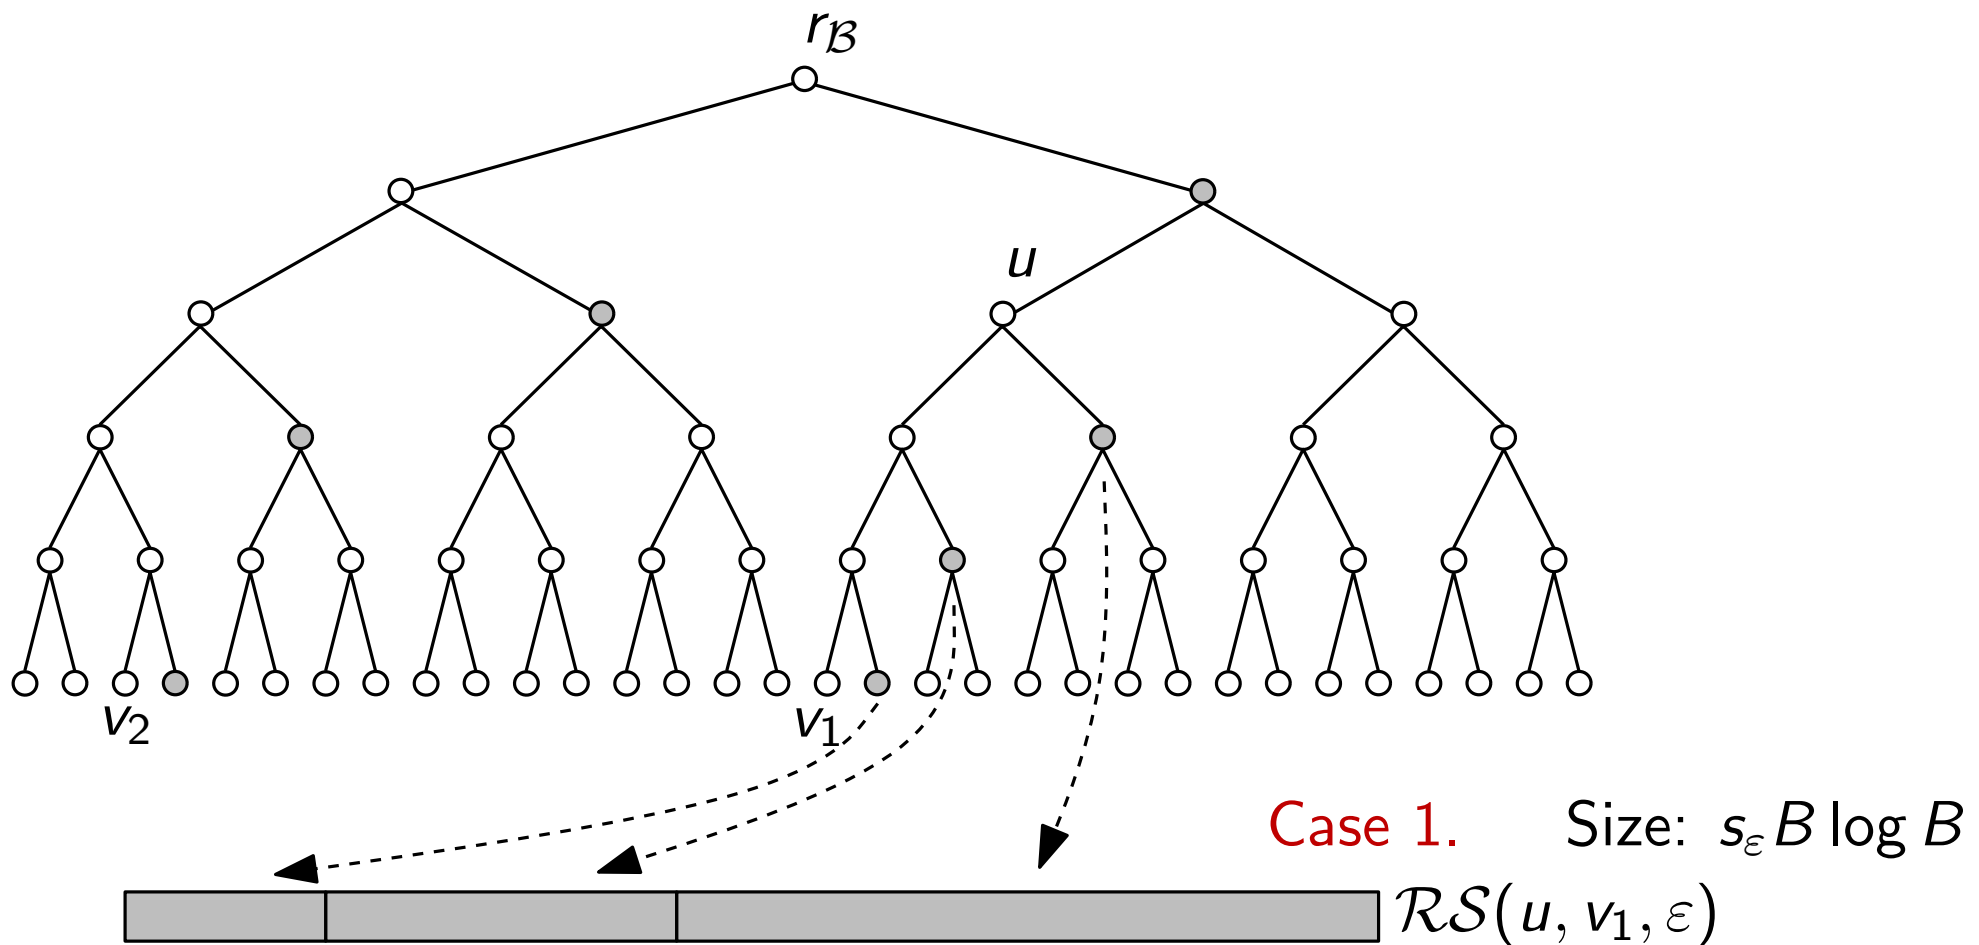 r_ℬ
u
v₂
v₁
Case 1. Size: s_ε B log B
ℛ𝒮(u, v₁, ε)